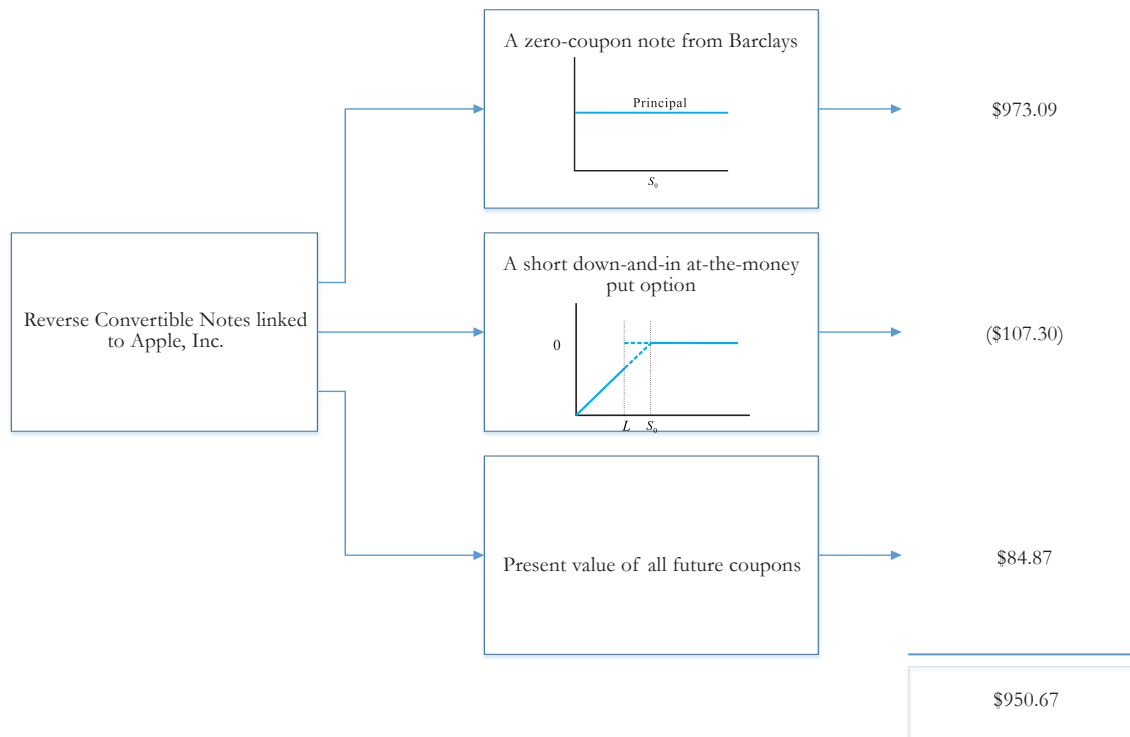 A zero-coupon note from Barclays
Principal
S₀
$973.09
Reverse Convertible Notes linked
to Apple, Inc.
A short down-and-in at-the-money
put option
0
L S₀
($107.30)
Present value of all future coupons
$84.87
$950.67